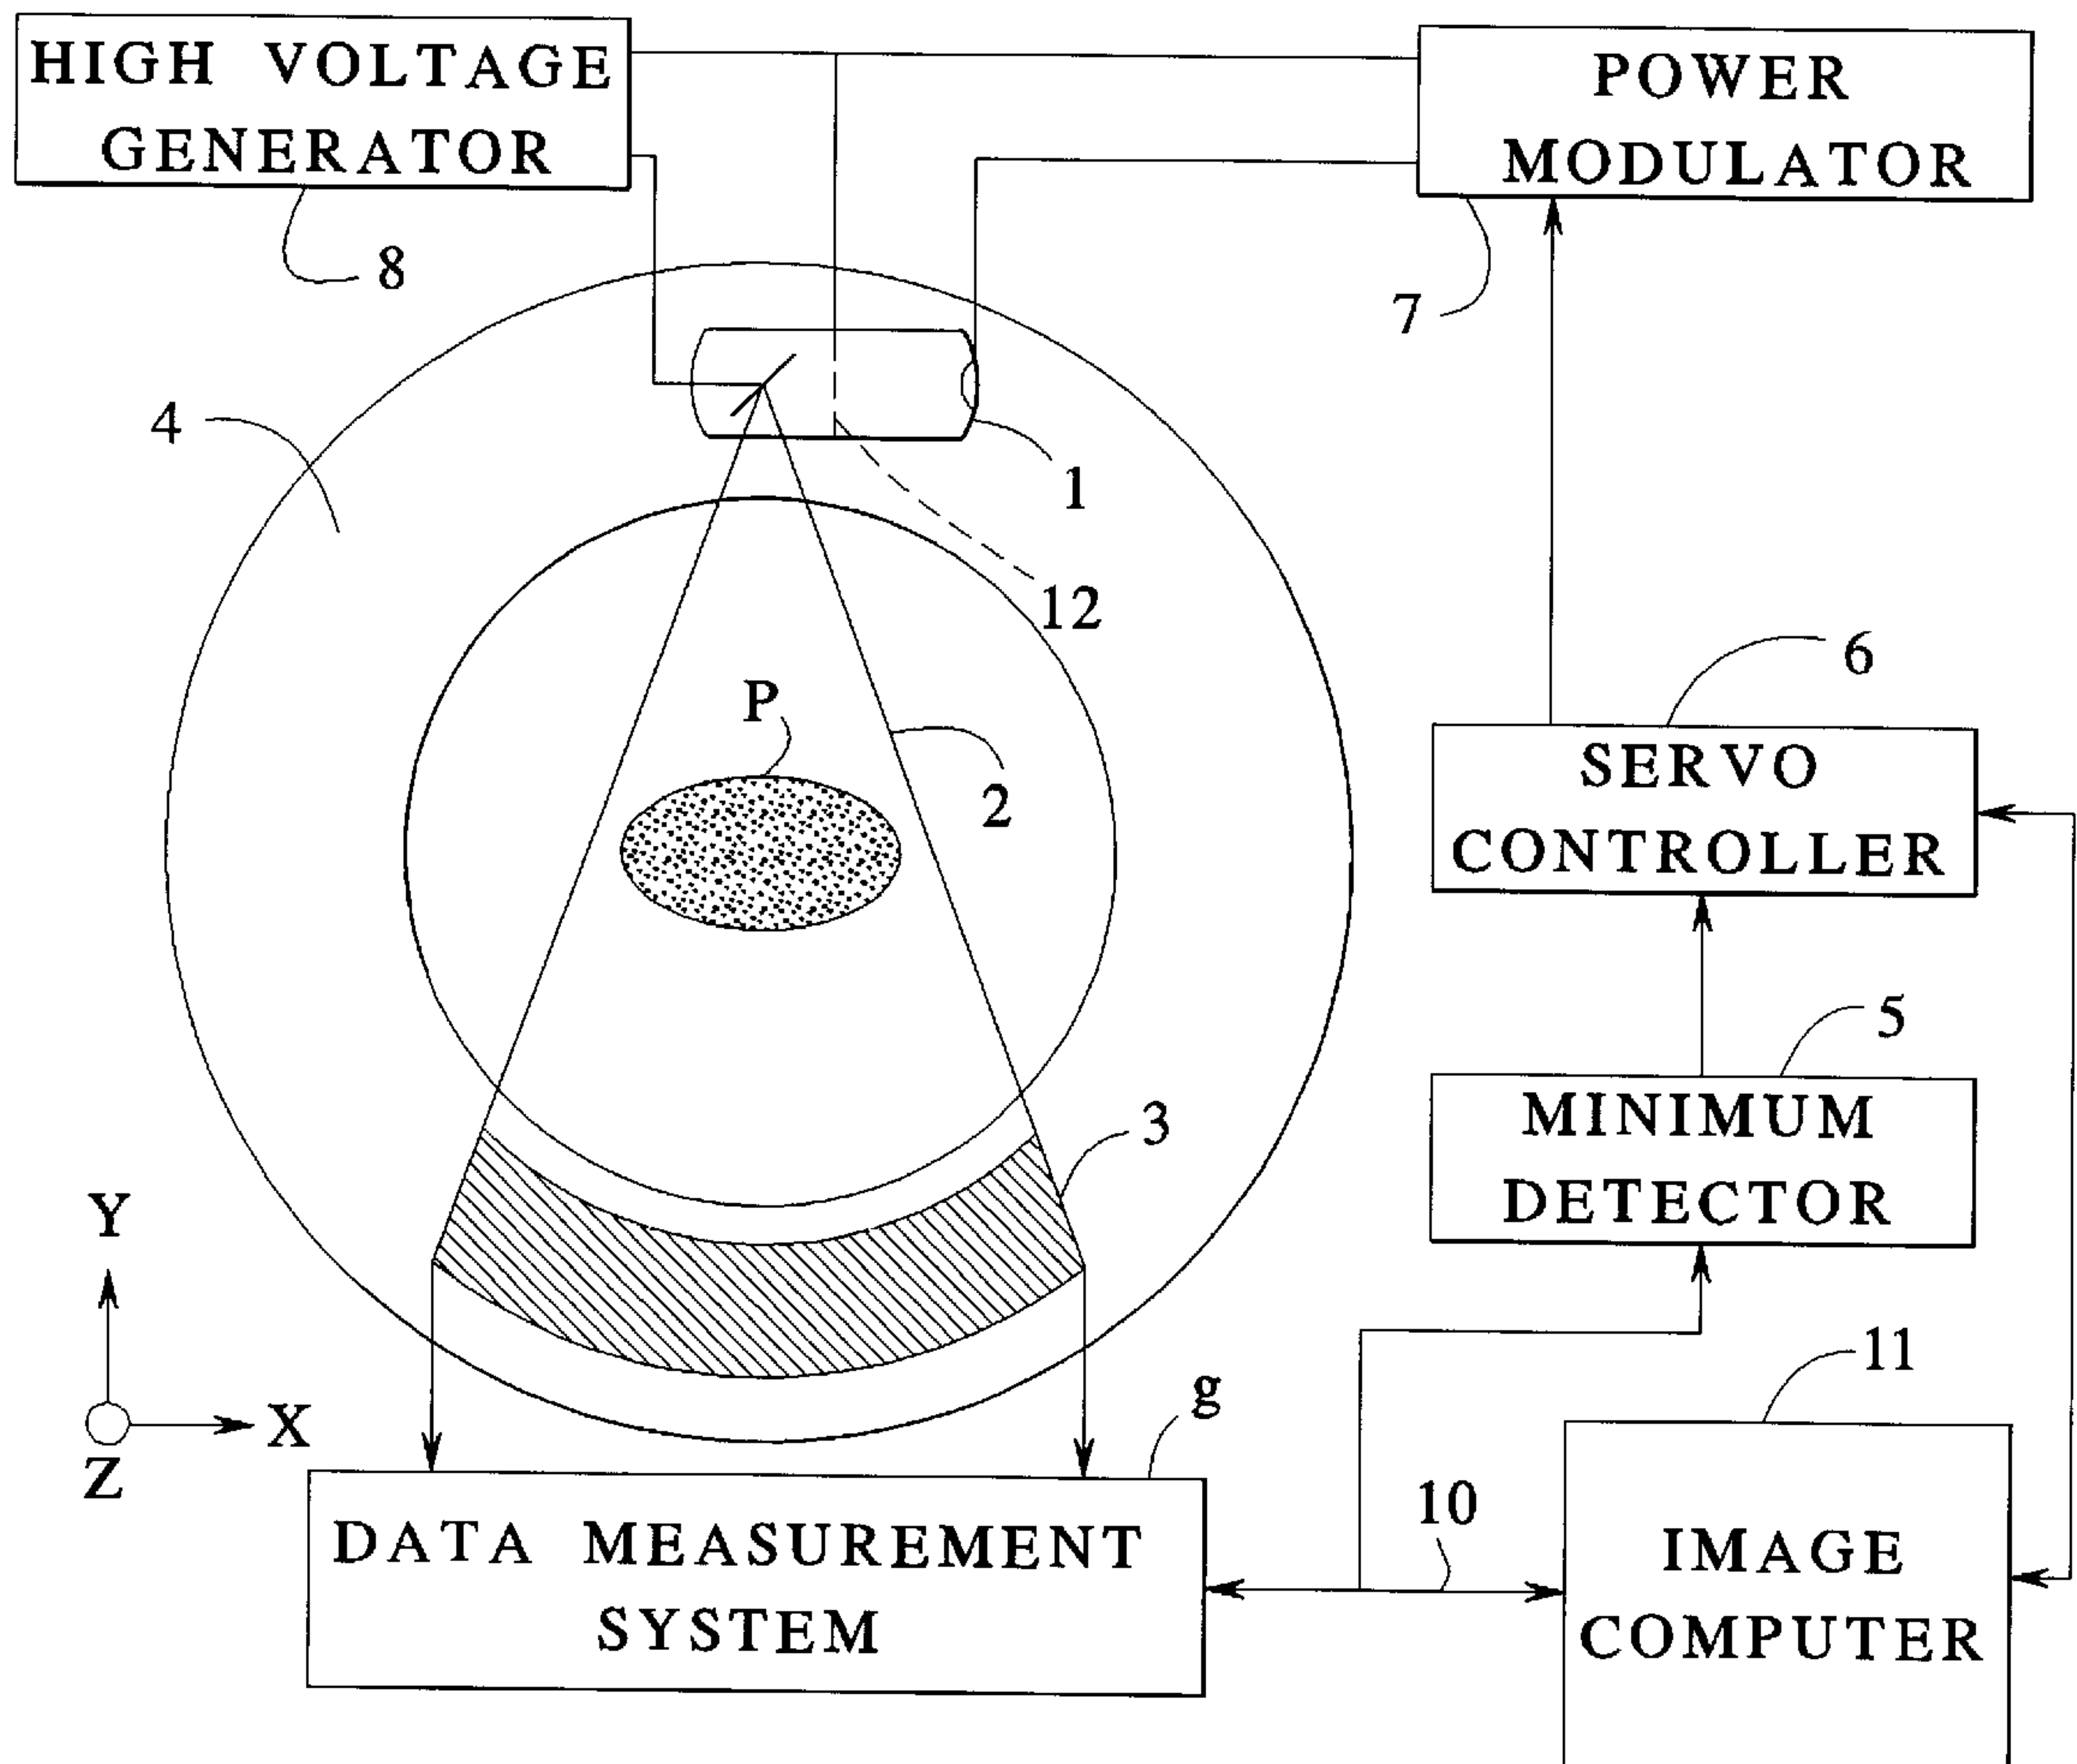 HIGH VOLTAGE
GENERATOR
POWER
MODULATOR
8
7
4
1
12
6
P
SERVO
CONTROLLER
2
5
MINIMUM
DETECTOR
3
Y
11
g
X
Z
10
DATA MEASUREMENT
SYSTEM
IMAGE
COMPUTER